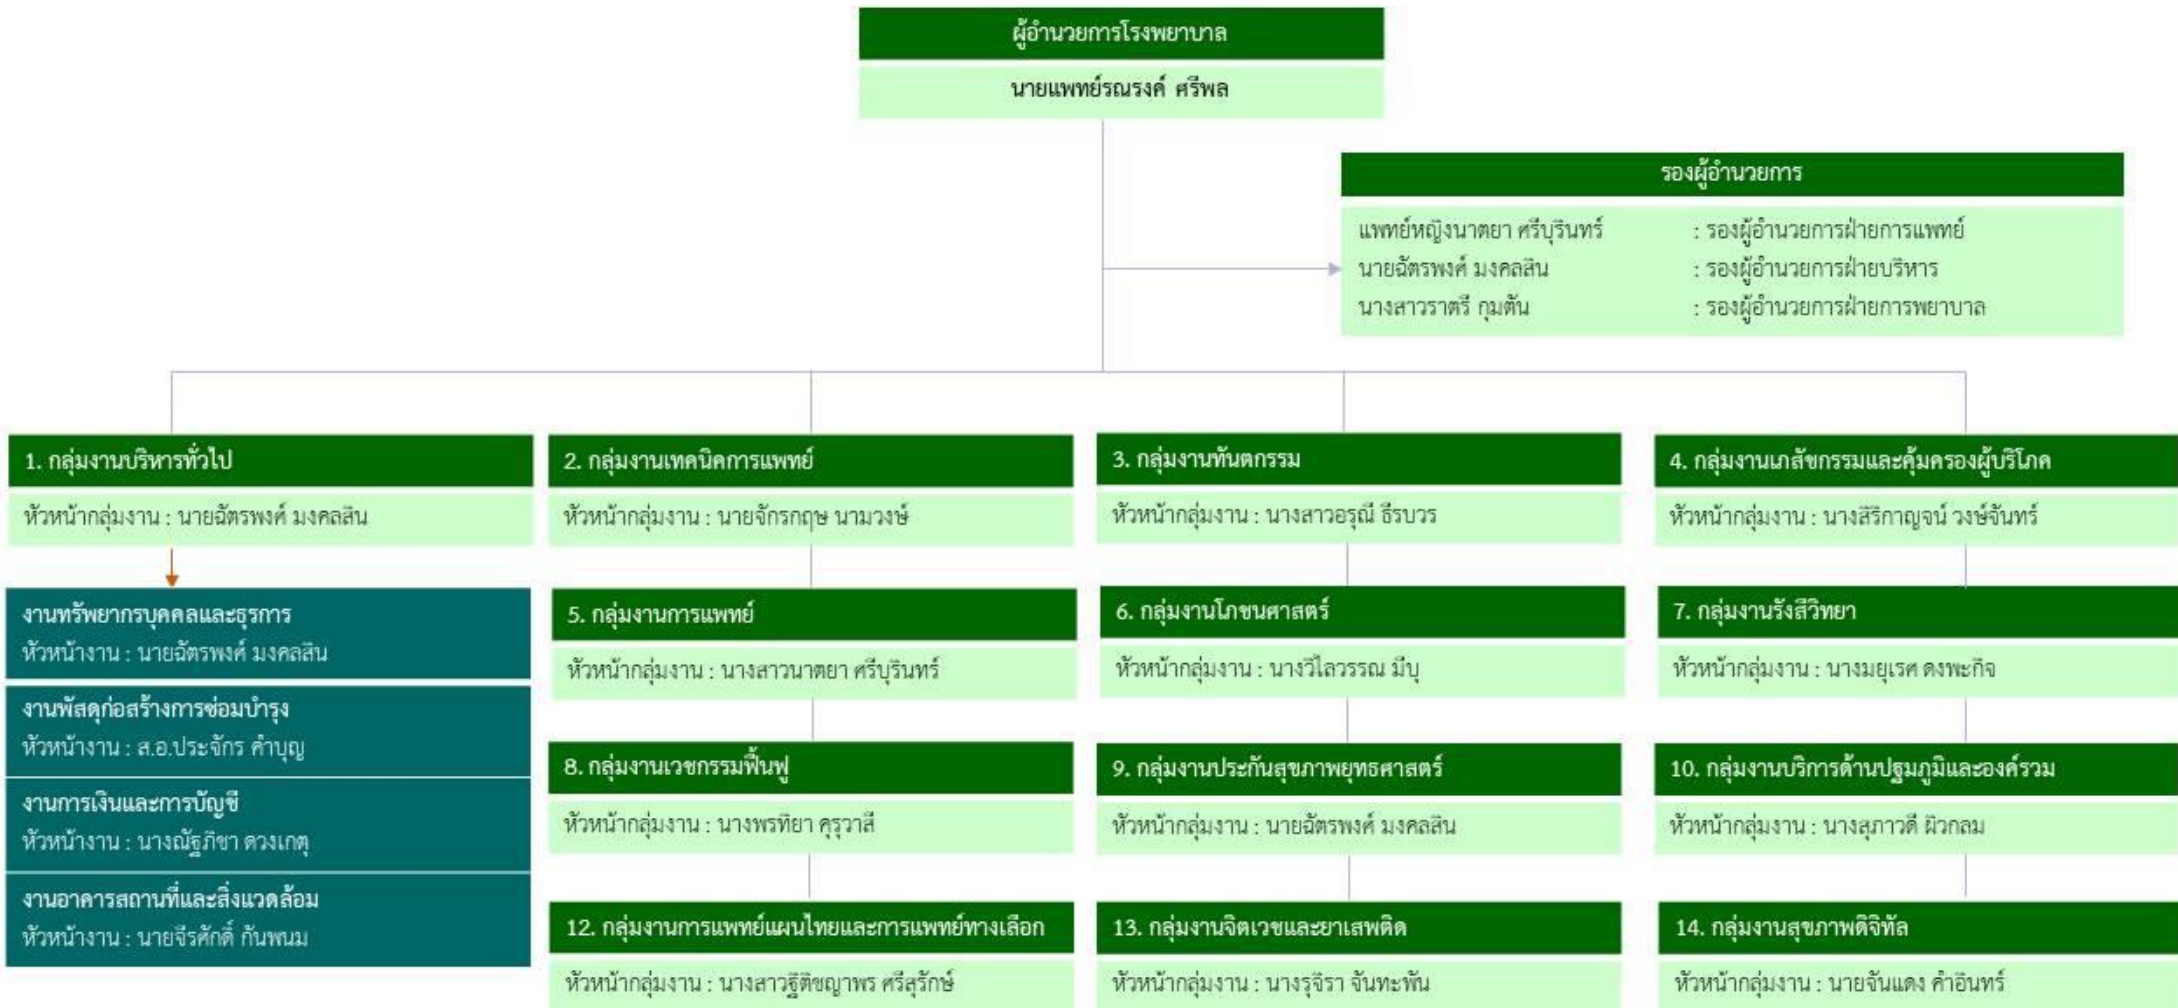 ผู้อำนวยการโรงพยาบาล
นายแพทย์รณรงค์ ศรีพล
รองผู้อำนวยการ
แพทย์หญิงนาตยา ศรีบุรินทร์ : รองผู้อำนวยการฝ่ายการแพทย์
นายฉัตรพงศ์ มงคลสิน : รองผู้อำนวยการฝ่ายบริหาร
นางสาวราตรี กุมตัน : รองผู้อำนวยการฝ่ายการพยาบาล
1. กลุ่มงานบริหารทั่วไป
หัวหน้ากลุ่มงาน : นายฉัตรพงศ์ มงคลสิน
2. กลุ่มงานเทคนิคการแพทย์
หัวหน้ากลุ่มงาน : นายจักรกฤษ นามวงษ์
3. กลุ่มงานทันตกรรม
หัวหน้ากลุ่มงาน : นางสาวอรุณี ธีรบวร
4. กลุ่มงานเภสัชกรรมและคุ้มครองผู้บริโภค
หัวหน้ากลุ่มงาน : นางสิริกาญจน์ วงษ์จันทร์
งานทรัพยากรบุคคลและธุรการ
หัวหน้างาน : นายฉัตรพงศ์ มงคลสิน
งานพัสดุก่อสร้างการซ่อมบำรุง
หัวหน้างาน : ส.อ.ประจักร คำบุญ
งานการเงินและการบัญชี
หัวหน้างาน : นางณัฐภิชา ดวงเกตุ
งานอาคารสถานที่และสิ่งแวดล้อม
หัวหน้างาน : นายจีรศักดิ์ กันพนม
5. กลุ่มงานการแพทย์
หัวหน้ากลุ่มงาน : นางสาวนาตยา ศรีบุรินทร์
6. กลุ่มงานโภชนศาสตร์
หัวหน้ากลุ่มงาน : นางวิไลวรรณ มีบุ
7. กลุ่มงานรังสีวิทยา
หัวหน้ากลุ่มงาน : นางมยุเรศ ดงพะกิจ
8. กลุ่มงานเวชกรรมฟื้นฟู
หัวหน้ากลุ่มงาน : นางพรทิยา คุรุวาสี
9. กลุ่มงานประกันสุขภาพยุทธศาสตร์
หัวหน้ากลุ่มงาน : นายฉัตรพงศ์ มงคลสิน
10. กลุ่มงานบริการด้านปฐมภูมิและองค์รวม
หัวหน้ากลุ่มงาน : นางสุภาวดี ผิวกลม
12. กลุ่มงานการแพทย์แผนไทยและการแพทย์ทางเลือก
หัวหน้ากลุ่มงาน : นางสาวฐิติชญาพร ศรีสุรักษ์
13. กลุ่มงานจิตเวชและยาเสพติด
หัวหน้ากลุ่มงาน : นางรุจิรา จันทะพัน
14. กลุ่มงานสุขภาพดิจิทัล
หัวหน้ากลุ่มงาน : นายจันแดง คำอินทร์